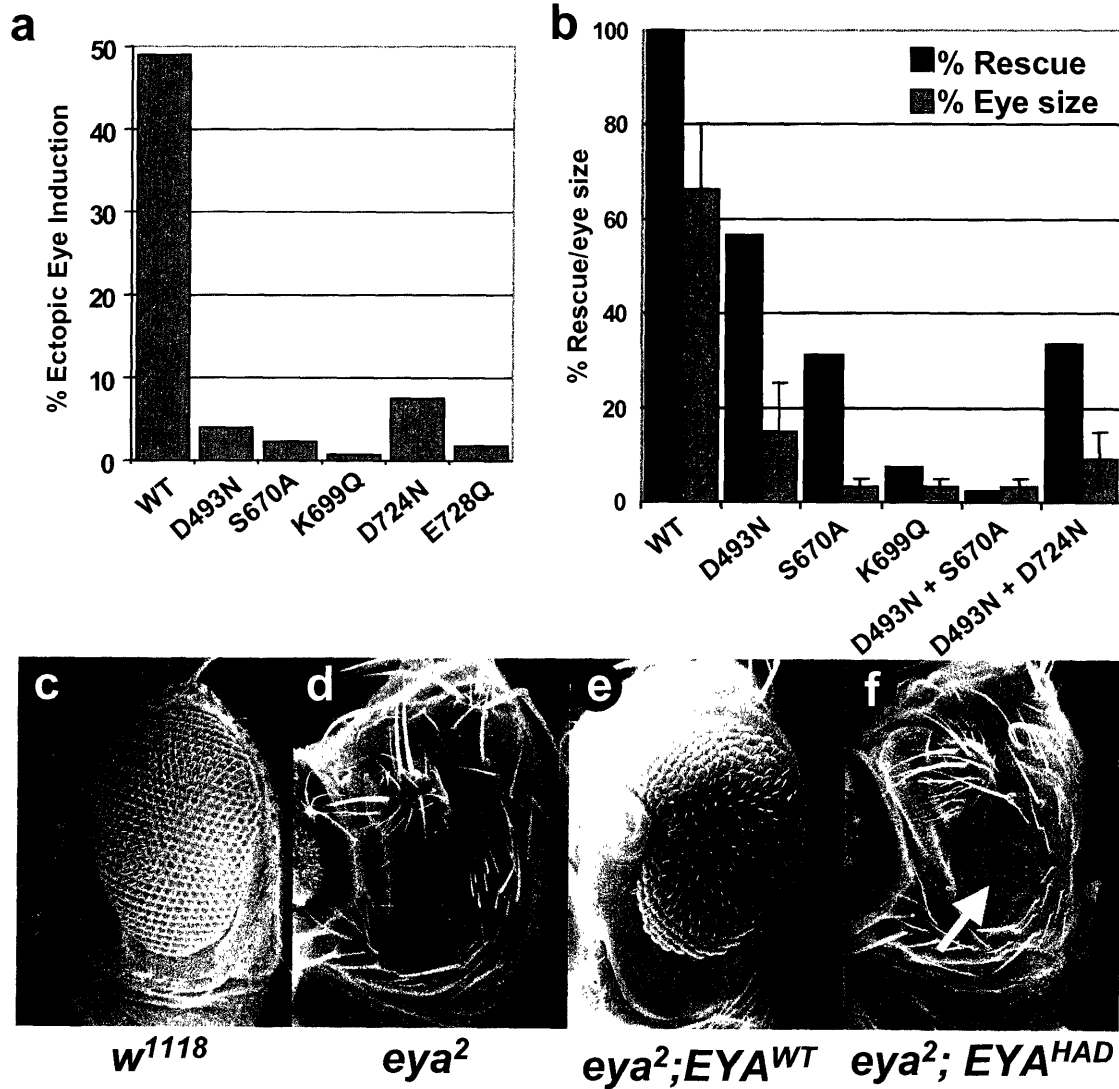 a
50
40
30
20
10
0
% Ectopic Eye Induction
WT
D493N
S670A
K699Q
D724N
E728Q
b
100
80
60
40
20
0
% Rescue/eye size
% Rescue
% Eye size
WT
D493N
S670A
K699Q
D493N + S670A
D493N + D724N
c
d
e
f
w1118
eya2
eya2;EYAWT
eya2; EYAHAD